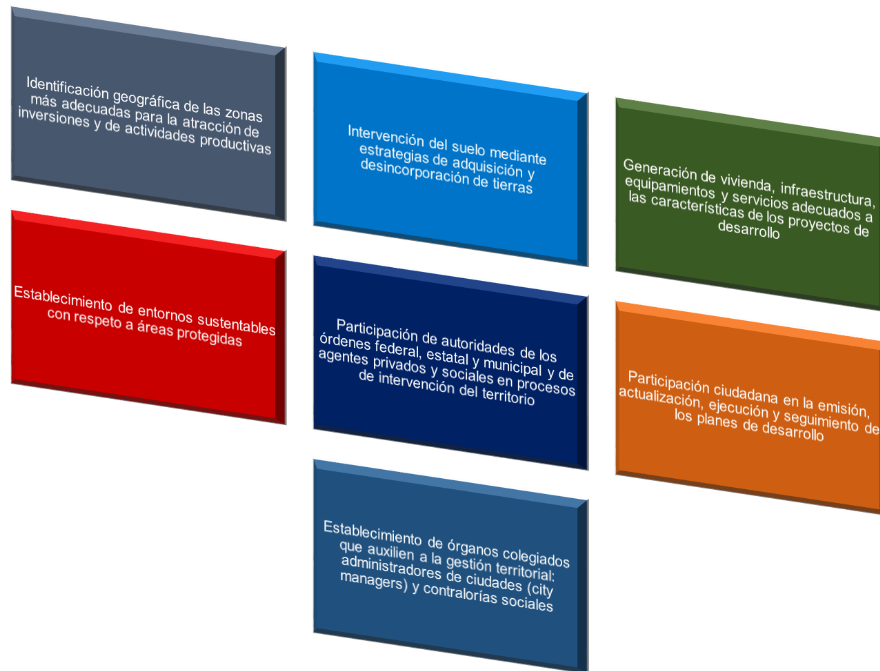 Identificación geográfica de las zonas
más adecuadas para la atracción de
inversiones y de actividades productivas
Intervención del suelo mediante
estrategias de adquisición y
desincorporación de tierras
Generación de vivienda, infraestructura,
equipamientos y servicios adecuados a
las características de los proyectos de
desarrollo
Establecimiento de entornos sustentables
con respeto a áreas protegidas
Participación de autoridades de los
órdenes federal, estatal y municipal y de
agentes privados y sociales en procesos
de intervención del territorio
Participación ciudadana en la emisión,
actualización, ejecución y seguimiento de
los planes de desarrollo
Establecimiento de órganos colegiados
que auxilien a la gestión territorial:
administradores de ciudades (city
managers) y contralorías sociales